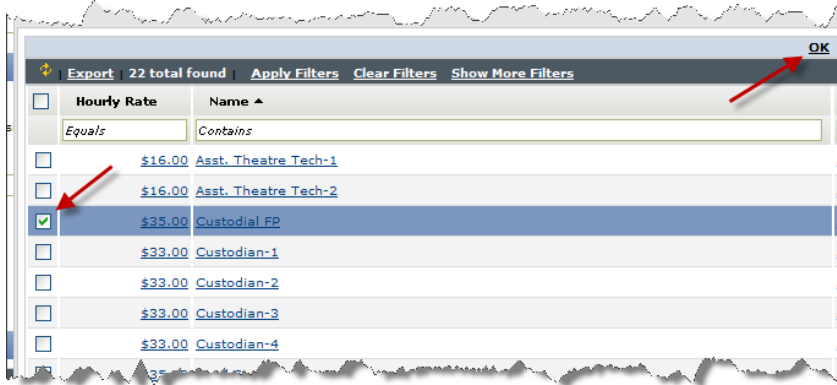 OK
Export 22 total found Apply Filters Clear Filters Show More Filters
Hourly Rate Name
Equals Contains
$16.00 Asst. Theatre Tech-1
$16.00 Asst. Theatre Tech-2
$35.00 Custodial FP
$33.00 Custodian-1
$33.00 Custodian-2
$33.00 Custodian-3
$33.00 Custodian-4